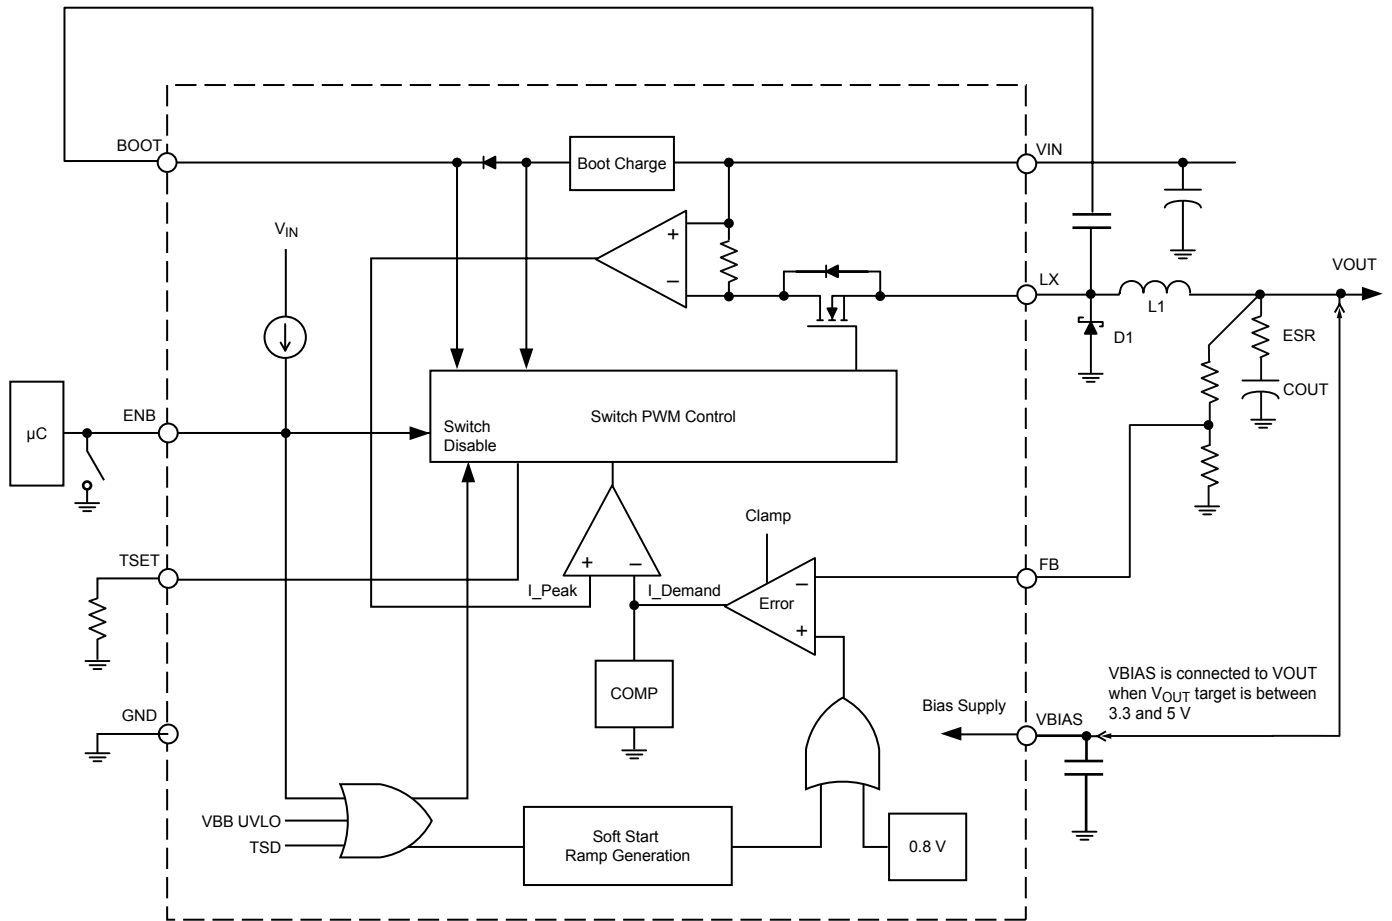 BOOT
Boot Charge
VIN
VIN
+
−
LX
VOUT
L1
D1
ESR
COUT
µC
ENB
Switch
Disable
Switch PWM Control
TSET
+
−
I_Peak
I_Demand
Clamp
Error
−
+
FB
COMP
GND
Bias Supply
VBIAS
VBIAS is connected to VOUT
when VOUT target is between
3.3 and 5 V
VBB UVLO
TSD
Soft Start
Ramp Generation
0.8 V